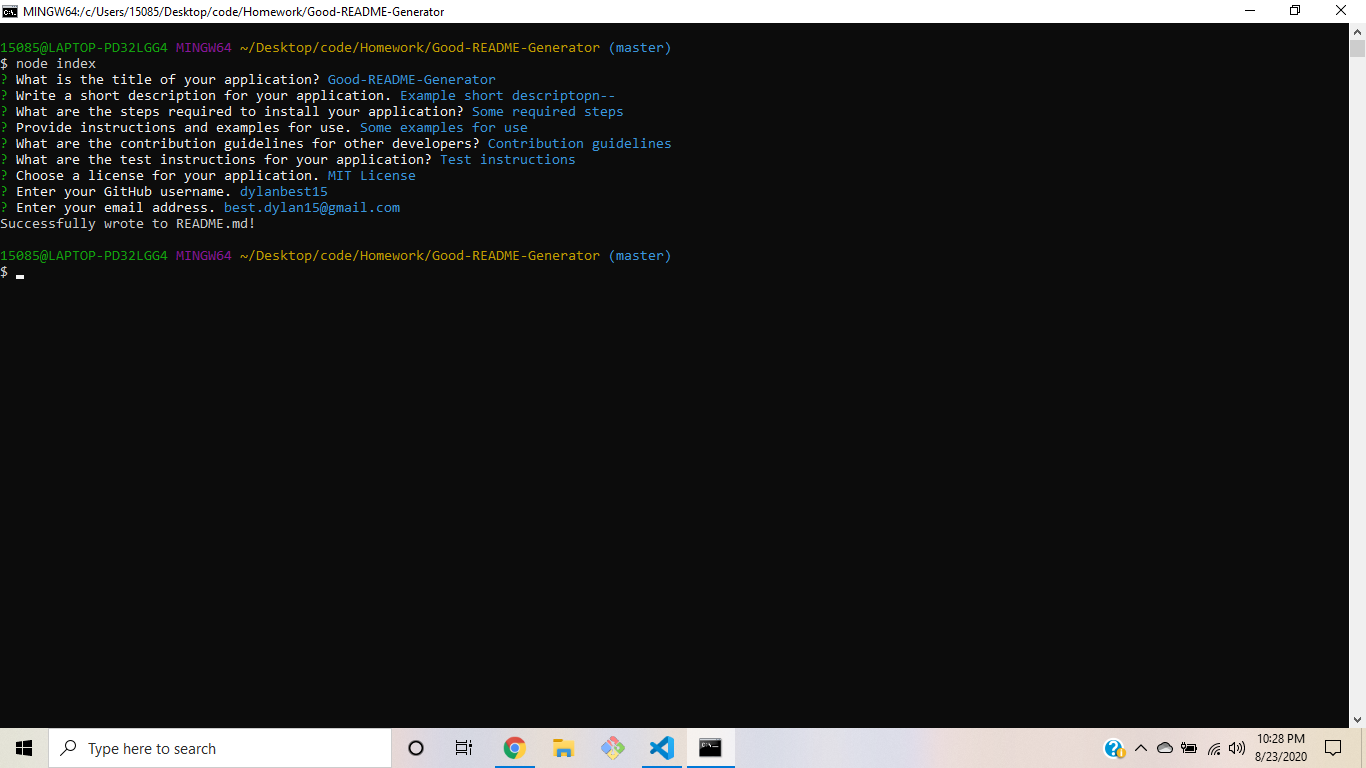 MINGW64:/c/Users/15085/Desktop/code/Homework/Good-README-Generator
15085@LAPTOP-PD32LGG4 MINGW64 ~/Desktop/code/Homework/Good-README-Generator (master)
$ node index
? What is the title of your application? Good-README-Generator
? Write a short description for your application. Example short descriptopn--
? What are the steps required to install your application? Some required steps
? Provide instructions and examples for use. Some examples for use
? What are the contribution guidelines for other developers? Contribution guidelines
? What are the test instructions for your application? Test instructions
? Choose a license for your application. MIT License
? Enter your GitHub username. dylanbest15
? Enter your email address. best.dylan15@gmail.com
Successfully wrote to README.md!
15085@LAPTOP-PD32LGG4 MINGW64 ~/Desktop/code/Homework/Good-README-Generator (master)
$
Type here to search
10:28 PM
8/23/2020